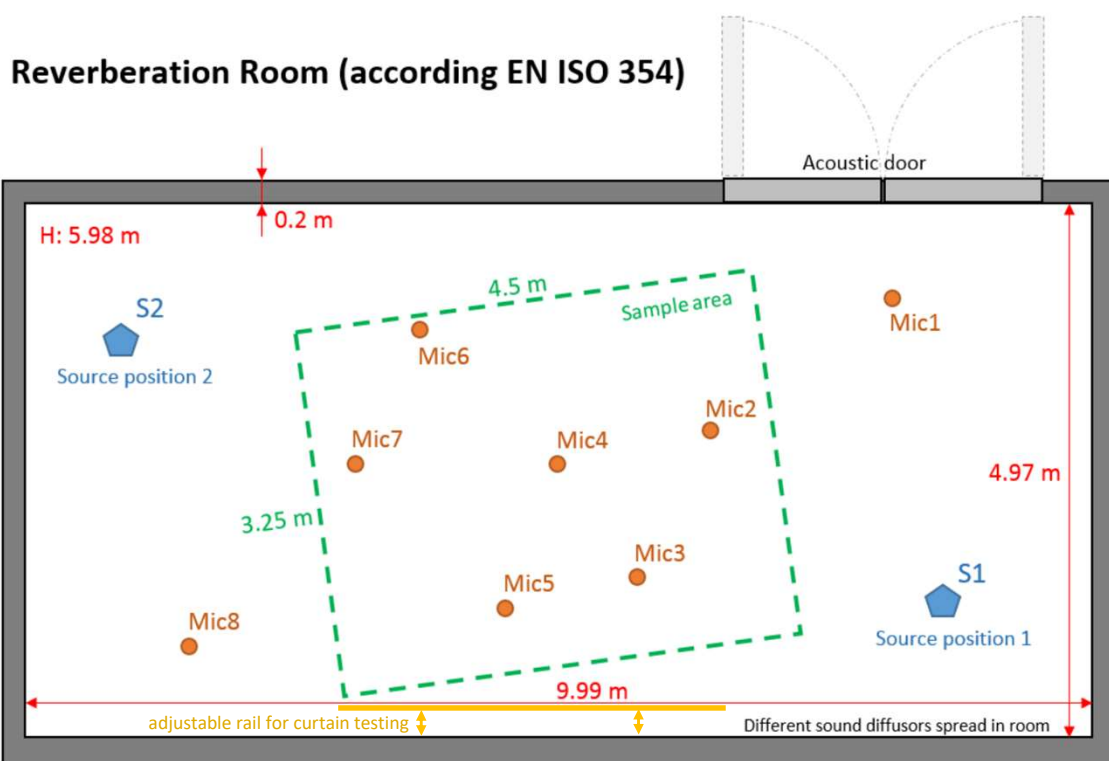 Reverberation Room (according EN ISO 354)
Acoustic door
0.2 m
H: 5.98 m
4.5 m
Sample area
S2
Source position 2
Mic1
Mic6
Mic2
Mic7
Mic4
4.97 m
3.25 m
Mic3
Mic5
S1
Source position 1
Mic8
9.99 m
adjustable rail for curtain testing
Different sound diffusors spread in room